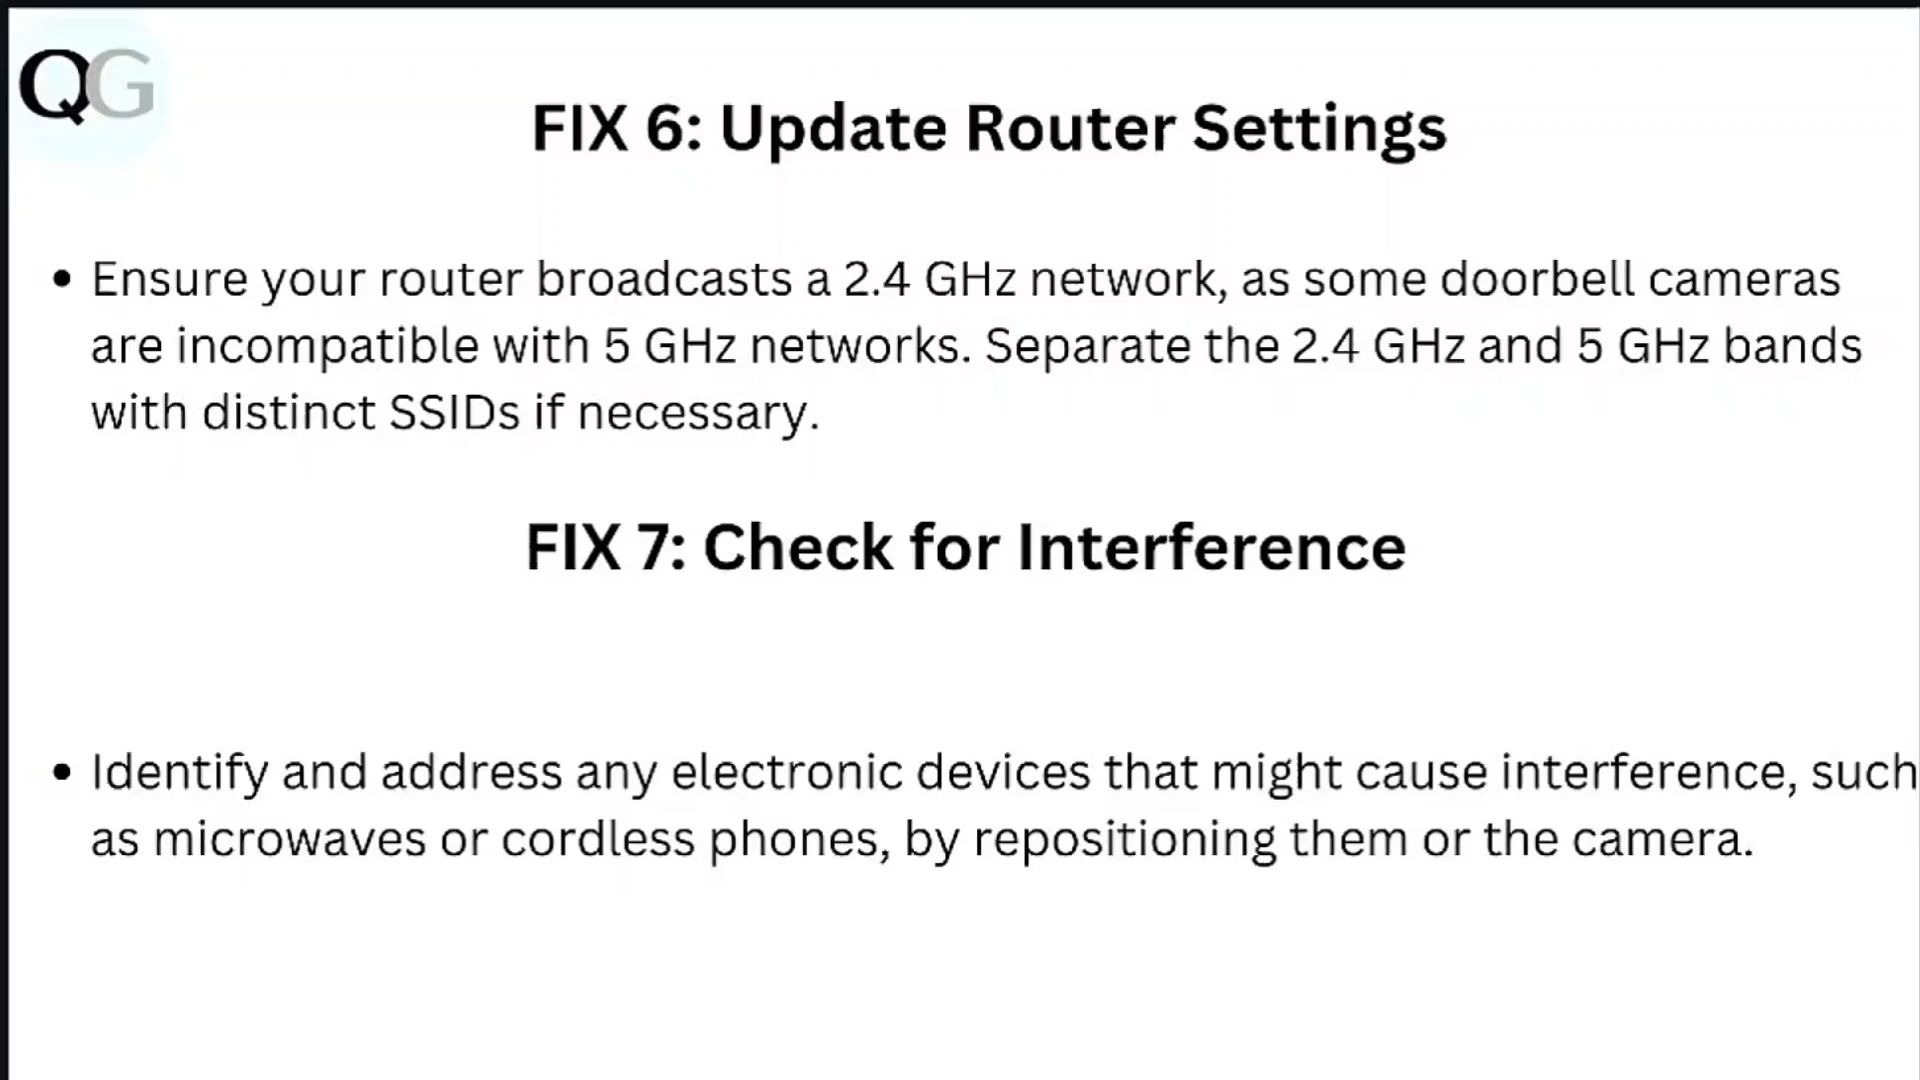 QG
FIX 6: Update Router Settings
• Ensure your router broadcasts a 2.4 GHz network, as some doorbell cameras
are incompatible with 5 GHz networks. Separate the 2.4 GHz and 5 GHz bands
with distinct SSIDs if necessary.
FIX 7: Check for Interference
• Identify and address any electronic devices that might cause interference, such
as microwaves or cordless phones, by repositioning them or the camera.